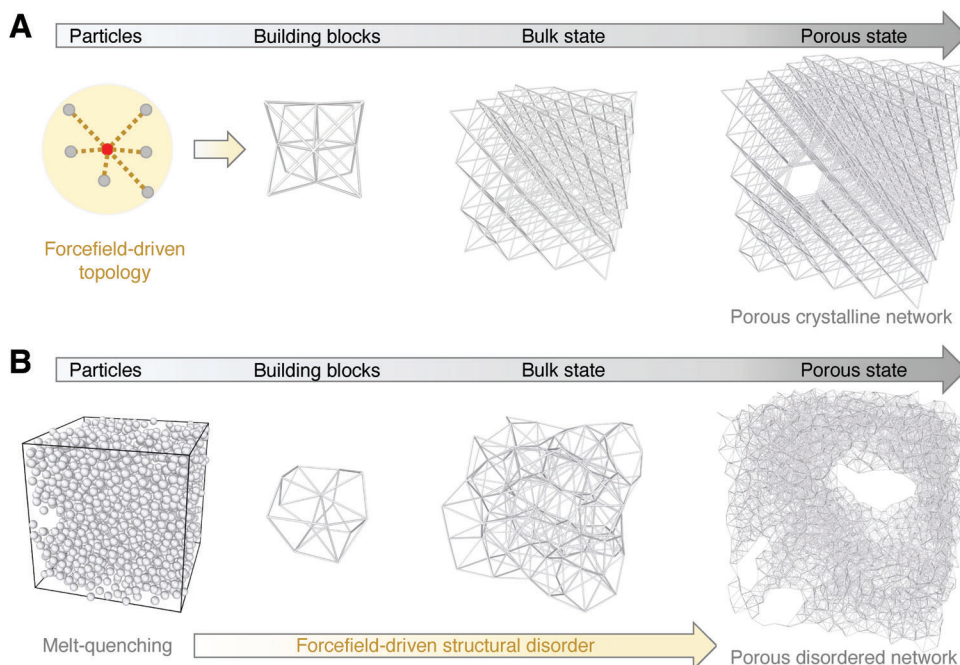 A
Particles
Building blocks
Bulk state
Porous state
Forcefield-driven
topology
Porous crystalline network
B
Particles
Building blocks
Bulk state
Porous state
Melt-quenching
Forcefield-driven structural disorder
Porous disordered network